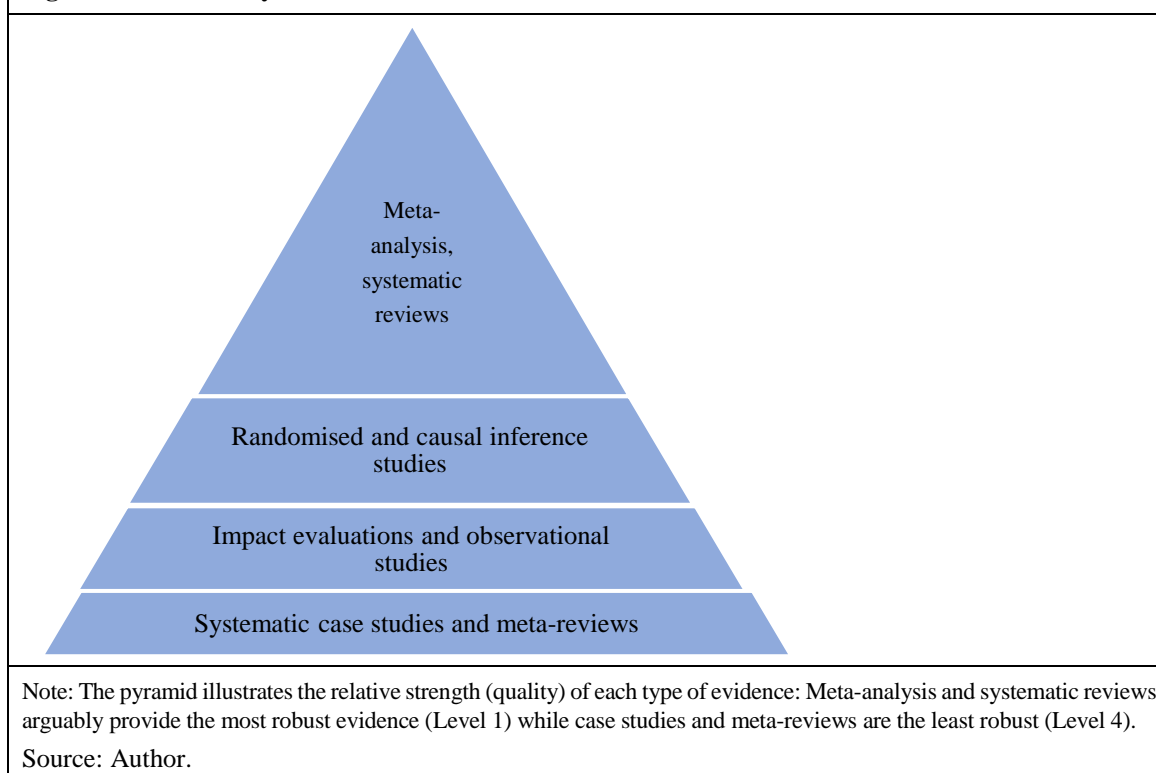 Meta-
analysis,
systematic
reviews
Randomised and causal inference
studies
Impact evaluations and observational
studies
Systematic case studies and meta-reviews
Note: The pyramid illustrates the relative strength (quality) of each type of evidence: Meta-analysis and systematic reviews
arguably provide the most robust evidence (Level 1) while case studies and meta-reviews are the least robust (Level 4).
Source: Author.